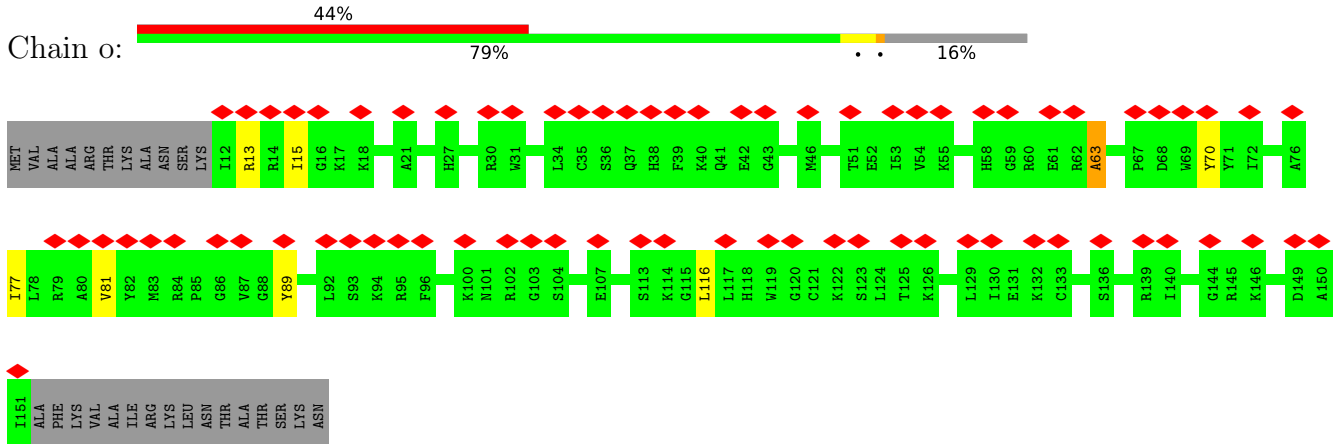 44%
Chain o:
79% • • 16%
MET VAL ALA ALA ARG THR LYS ALA ASN SER LYS I12 R13 R14 I15 G16 K17 K18 A21 H27 R30 W31 L34 C35 S36 Q37 H38 F39 K40 Q41 E42 G43 M46 T51 E52 I53 V54 K55 H58 G59 R60 E61 R62 A63 P67 D68 W69 Y70 Y71 I72 A76
I77 L78 R79 A80 V81 Y82 M83 R84 P85 G86 V87 G88 Y89 L92 S93 K94 R95 F96 K100 N101 R102 G103 S104 E107 S113 K114 G115 L116 L117 H118 W119 G120 C121 K122 S123 L124 T125 K126 L129 I130 E131 K132 C133 S136 R139 I140 G144 R145 K146 D149 A150
I151 ALA PHE LYS VAL ALA ILE ARG LYS LEU ASN THR ALA THR SER LYS ASN